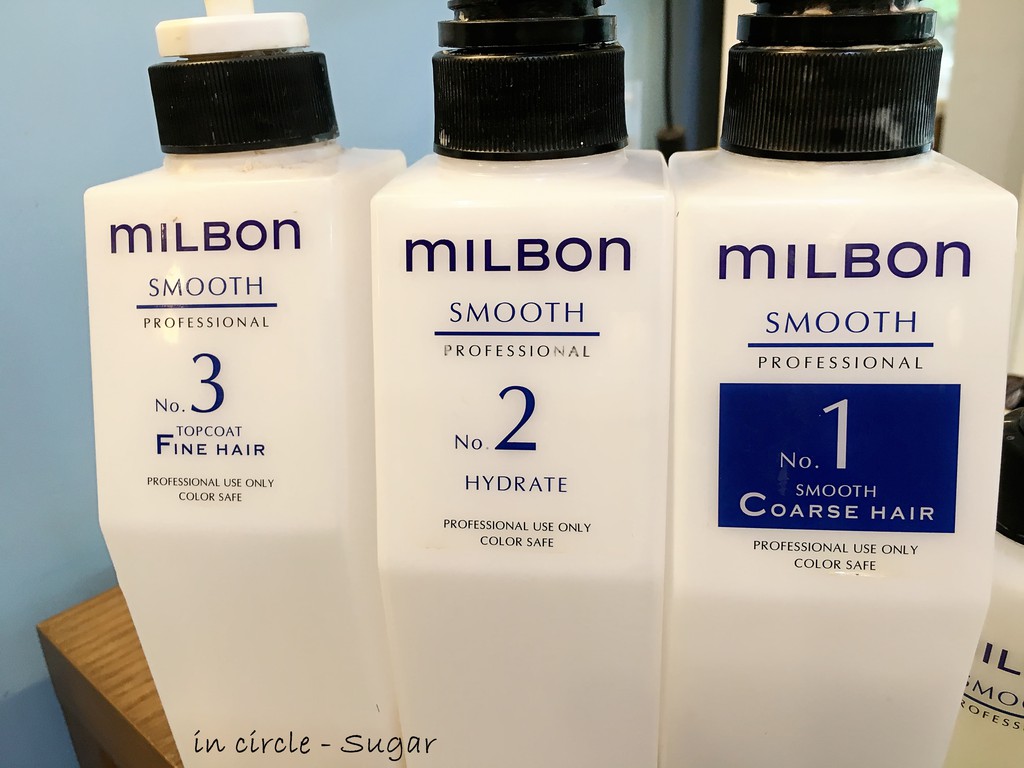 MILBON
SMOOTH
PROFESSIONAL
No. 3
TOPCOAT
FINE HAIR
PROFESSIONAL USE ONLY
COLOR SAFE
MILBON
SMOOTH
PROFESSIONAL
No. 2
HYDRATE
PROFESSIONAL USE ONLY
COLOR SAFE
MILBON
SMOOTH
PROFESSIONAL
No. 1
SMOOTH
COARSE HAIR
PROFESSIONAL USE ONLY
COLOR SAFE
in circle - Sugar